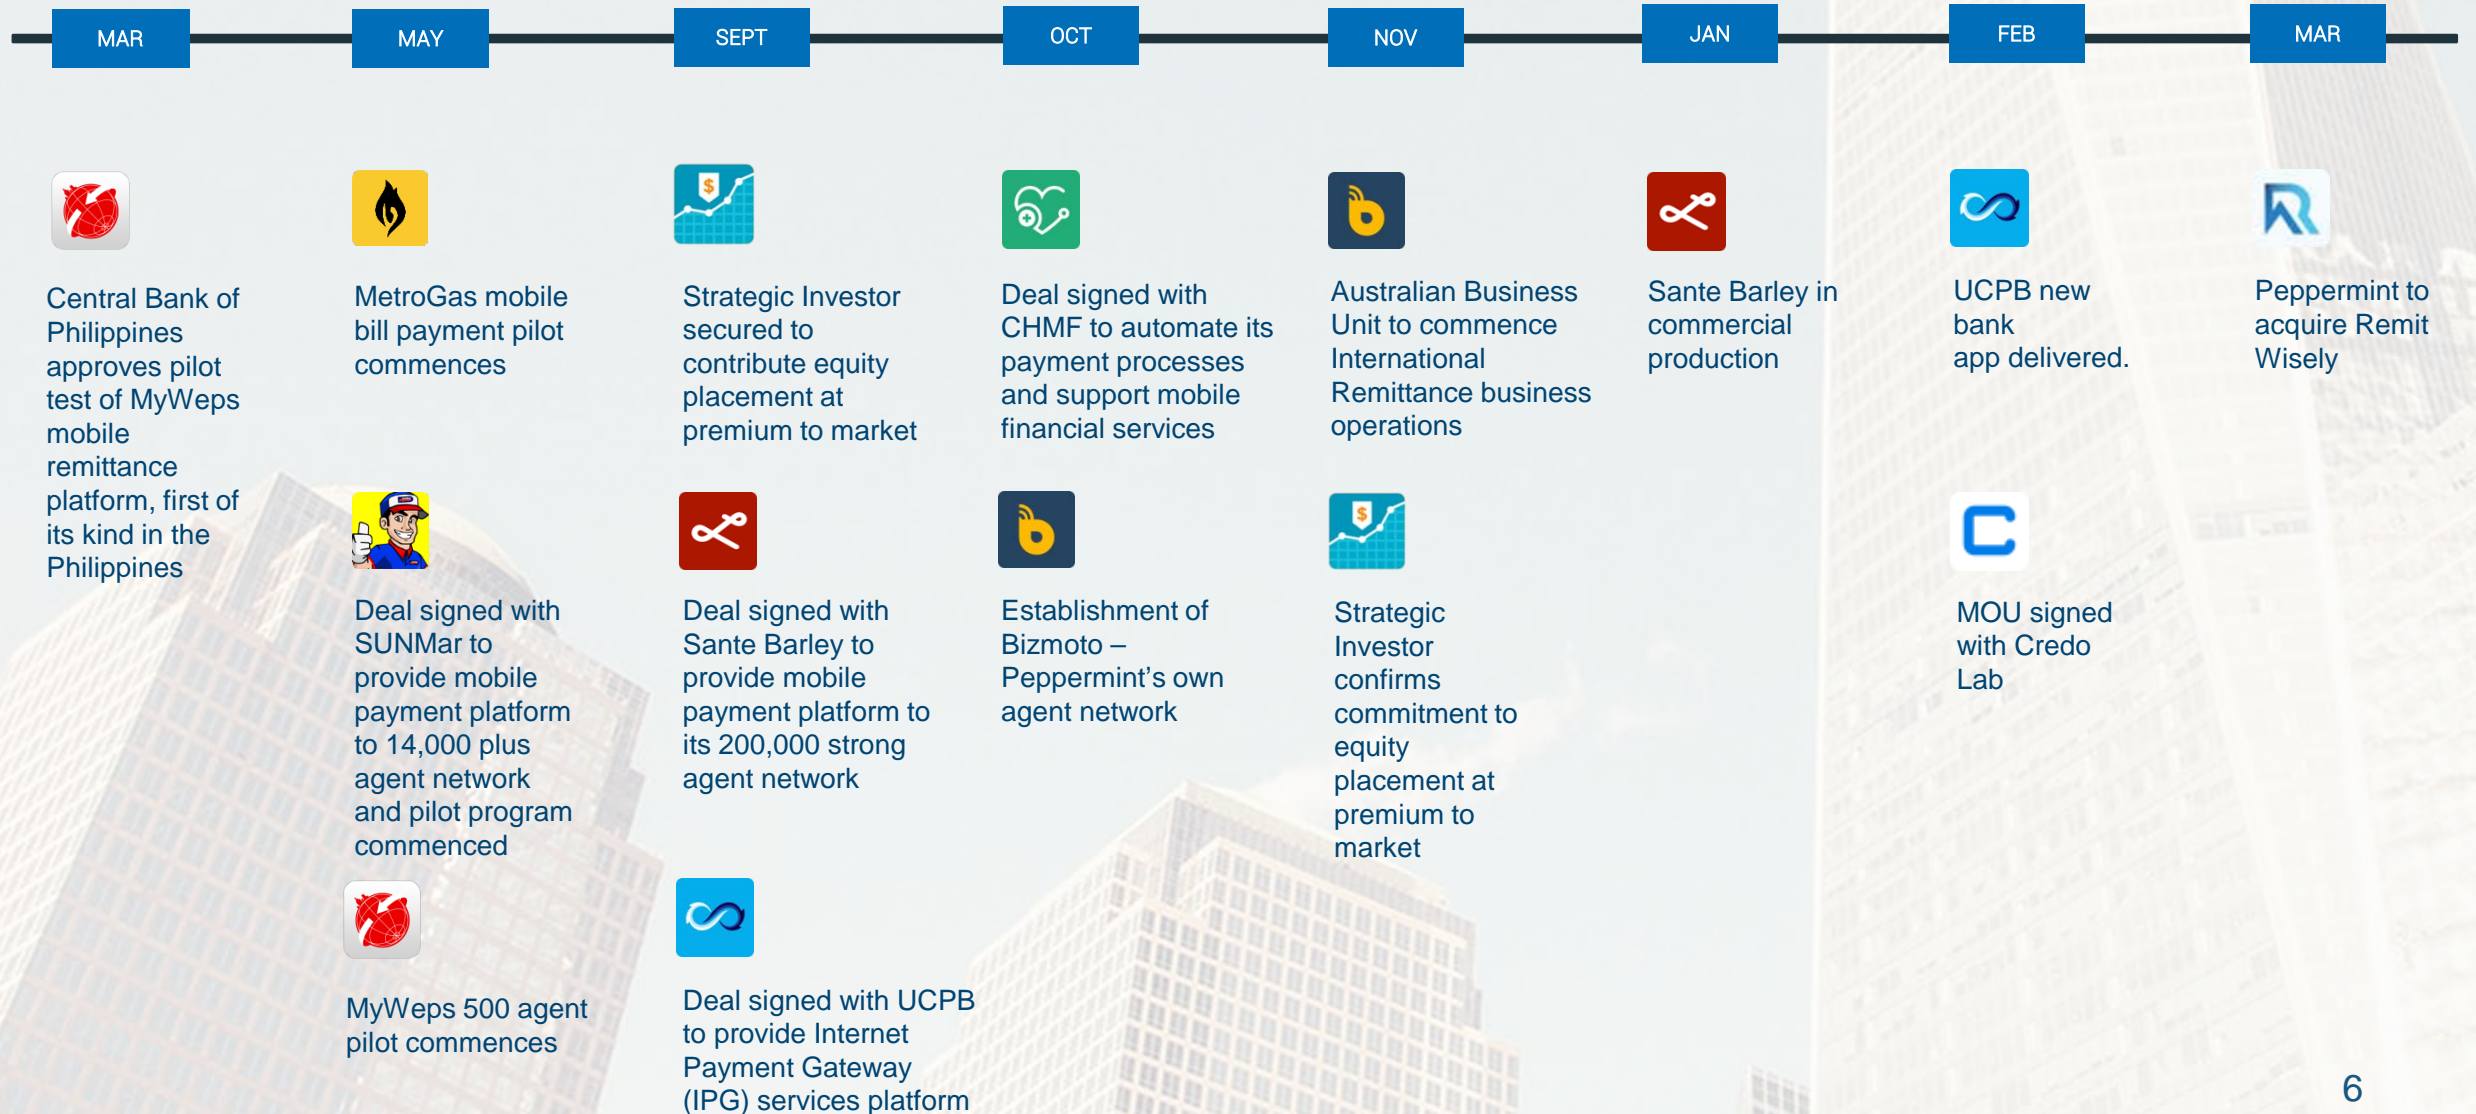 MAR
MAY
SEPT
OCT
NOV
JAN
FEB
MAR
Central Bank of
Philippines
approves pilot
test of MyWeps
mobile
remittance
platform, first of
its kind in the
Philippines
MetroGas mobile
bill payment pilot
commences
Deal signed with
SUNMar to
provide mobile
payment platform
to 14,000 plus
agent network
and pilot program
commenced
MyWeps 500 agent
pilot commences
Strategic Investor
secured to
contribute equity
placement at
premium to market
Deal signed with
Sante Barley to
provide mobile
payment platform to
its 200,000 strong
agent network
Deal signed with UCPB
to provide Internet
Payment Gateway
(IPG) services platform
Deal signed with
CHMF to automate its
payment processes
and support mobile
financial services
Establishment of
Bizmoto –
Peppermint’s own
agent network
Australian Business
Unit to commence
International
Remittance business
operations
Strategic
Investor
confirms
commitment to
equity
placement at
premium to
market
Sante Barley in
commercial
production
UCPB new
bank
app delivered.
MOU signed
with Credo
Lab
Peppermint to
acquire Remit
Wisely
6